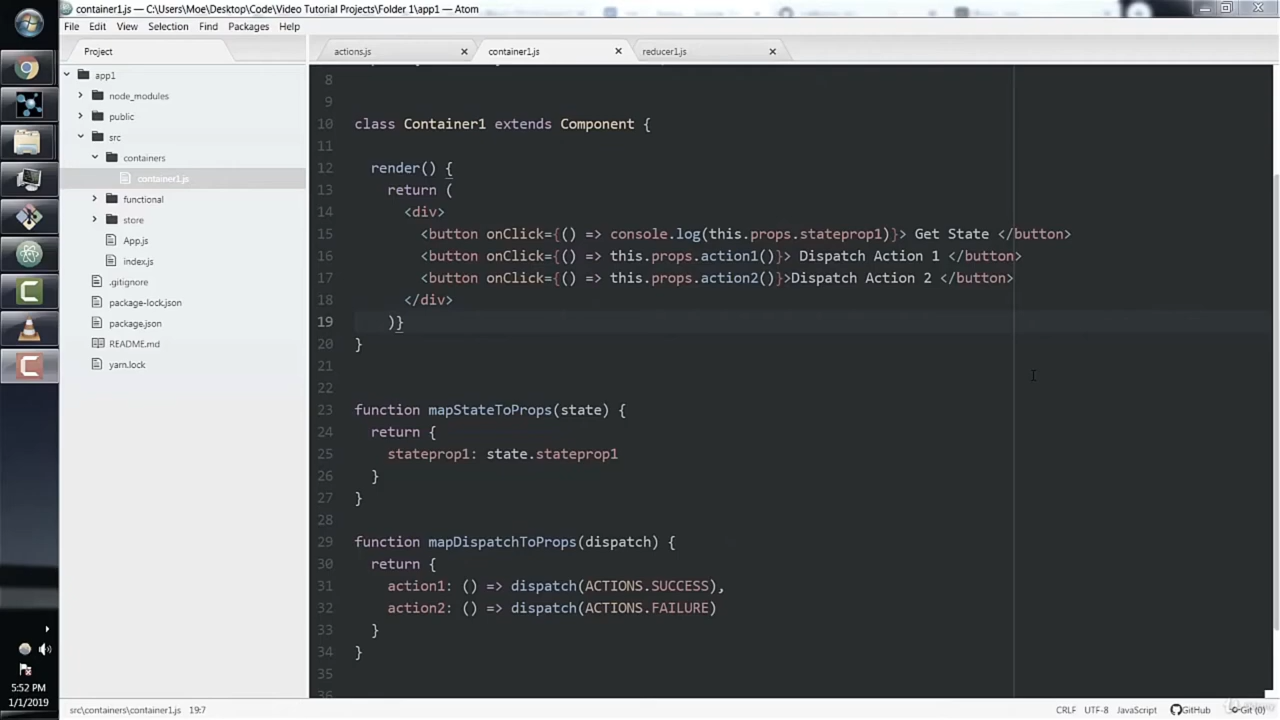 container1.js — C:\Users\Moe\Desktop\Code\Video Tutorial Projects\Folder 1\app1 — Atom
File Edit View Selection Find Packages Help
Project
actions.js
container1.js
reducer1.js
app1
node_modules
public
src
containers
container1.js
functional
store
App.js
index.js
.gitignore
package-lock.json
package.json
README.md
yarn.lock
8
9
10 class Container1 extends Component {
11
12 render() {
13 return (
14 <div>
15 <button onClick={() => console.log(this.props.stateprop1)}> Get State </button>
16 <button onClick={() => this.props.action1()}> Dispatch Action 1 </button>
17 <button onClick={() => this.props.action2()}>Dispatch Action 2 </button>
18 </div>
19 )}
20 }
21
22
23 function mapStateToProps(state) {
24 return {
25 stateprop1: state.stateprop1
26 }
27 }
28
29 function mapDispatchToProps(dispatch) {
30 return {
31 action1: () => dispatch(ACTIONS.SUCCESS),
32 action2: () => dispatch(ACTIONS.FAILURE)
33 }
34 }
35
36
5:52 PM
1/1/2019
src\containers\container1.js 19:7
CRLF UTF-8 JavaScript GitHub Git (0)